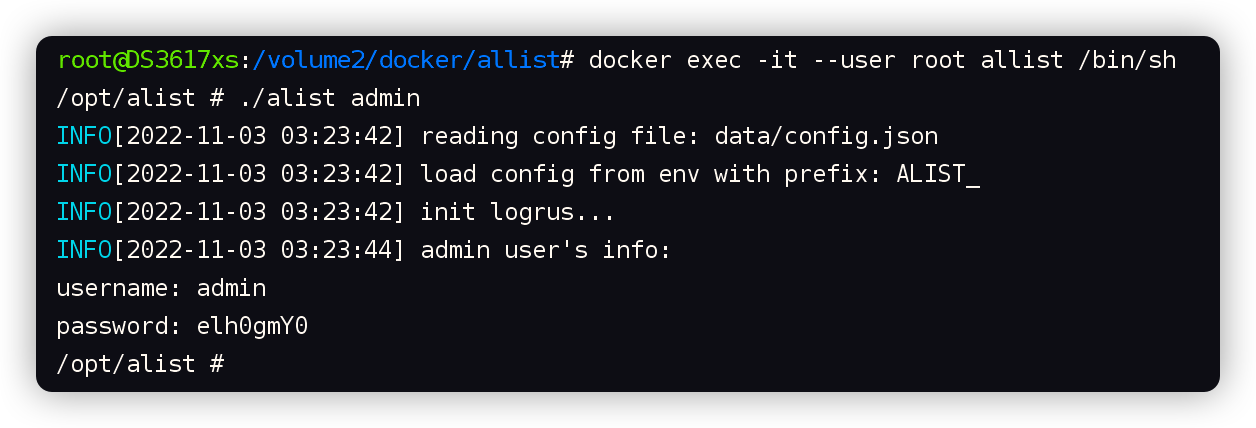 root@DS3617xs:/volume2/docker/allist# docker exec -it --user root allist /bin/sh
/opt/alist # ./alist admin
INFO[2022-11-03 03:23:42] reading config file: data/config.json
INFO[2022-11-03 03:23:42] load config from env with prefix: ALIST_
INFO[2022-11-03 03:23:42] init logrus...
INFO[2022-11-03 03:23:44] admin user's info:
username: admin
password: elh0gmY0
/opt/alist #